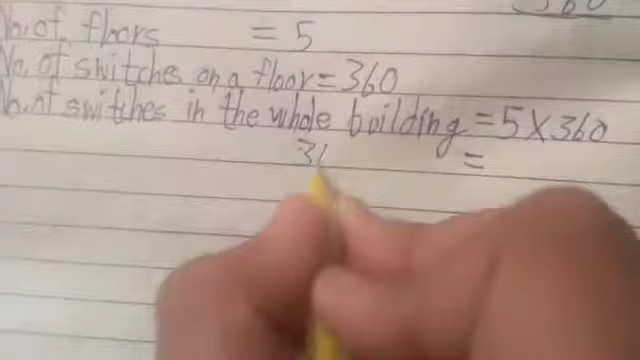 No. of floors = 5
No. of switches on a floor = 360
No. of switches in the whole building = 5 X 360
3 =